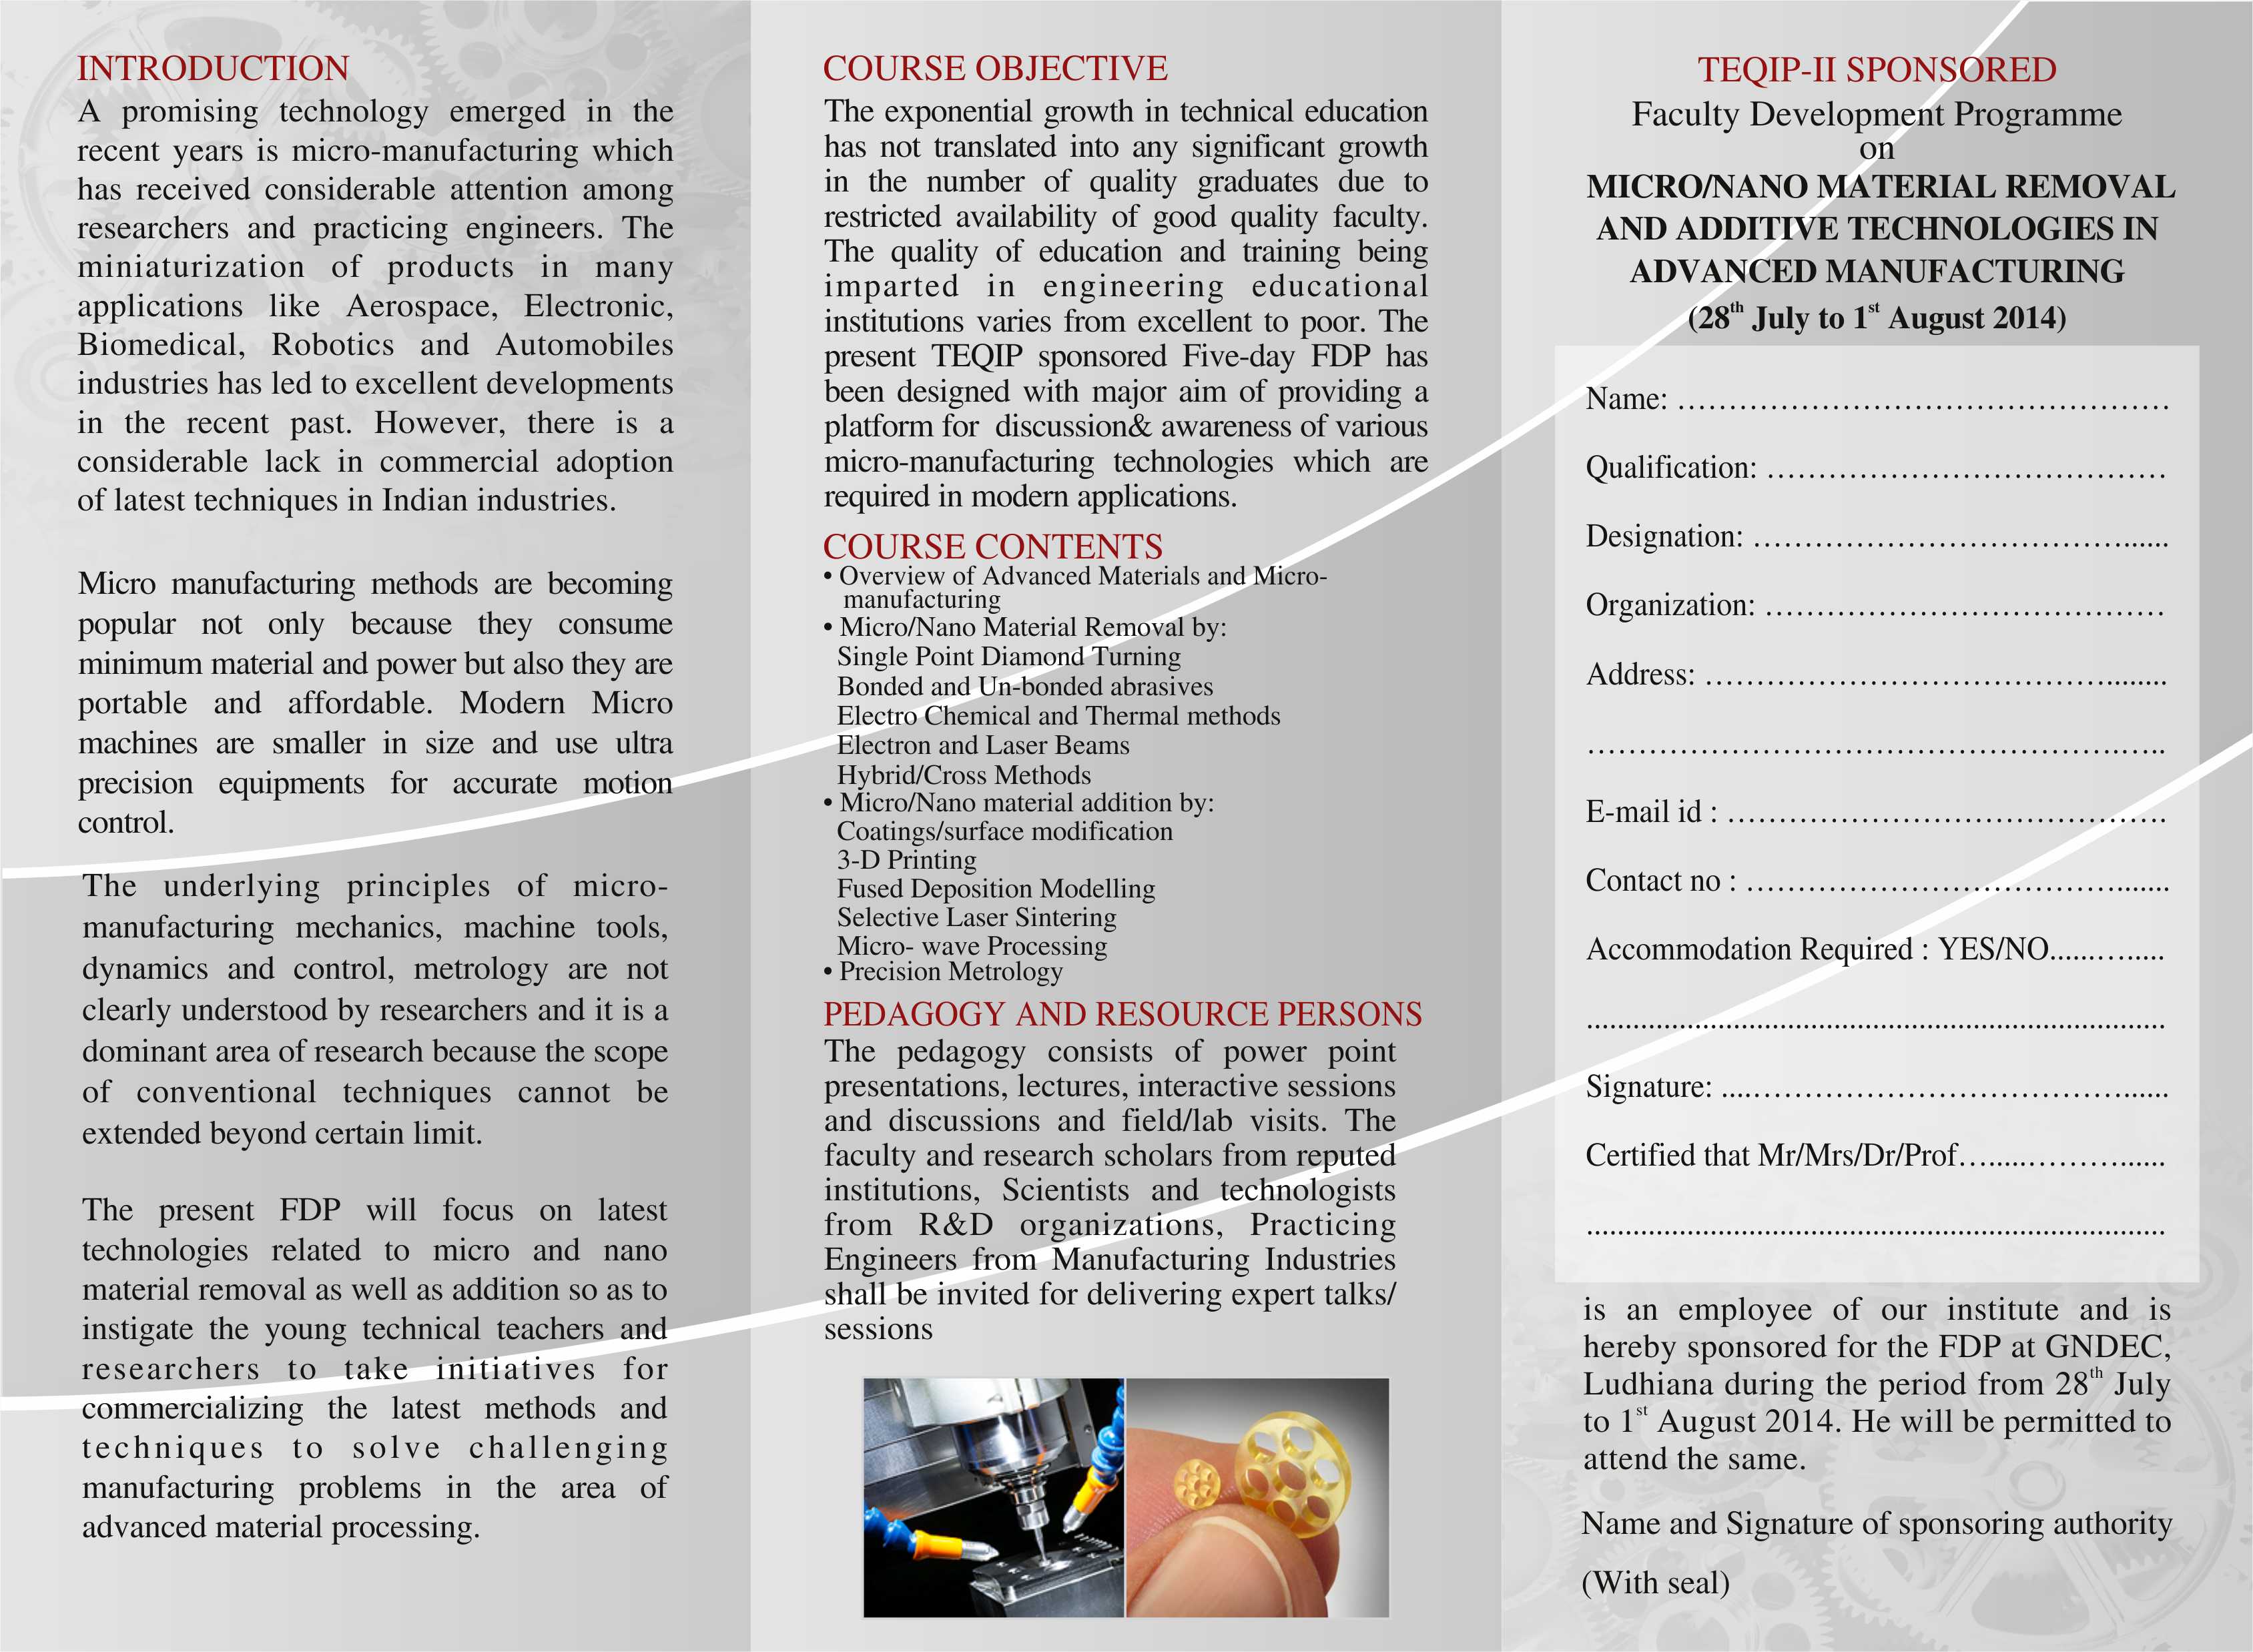 INTRODUCTION
A promising technology emerged in the
recent years is micro-manufacturing which
has received considerable attention among
researchers and practicing engineers. The
miniaturization of products in many
applications like Aerospace, Electronic,
Biomedical, Robotics and Automobiles
industries has led to excellent developments
in the recent past. However, there is a
considerable lack in commercial adoption
of latest techniques in Indian industries.
Micro manufacturing methods are becoming
popular not only because they consume
minimum material and power but also they are
portable and affordable. Modern Micro
machines are smaller in size and use ultra
precision equipments for accurate motion
control.
The underlying principles of micro-
manufacturing mechanics, machine tools,
dynamics and control, metrology are not
clearly understood by researchers and it is a
dominant area of research because the scope
of conventional techniques cannot be
extended beyond certain limit.
The present FDP will focus on latest
technologies related to micro and nano
material removal as well as addition so as to
instigate the young technical teachers and
researchers to take initiatives for
commercializing the latest methods and
techniques to solve challenging
manufacturing problems in the area of
advanced material processing.
COURSE OBJECTIVE
The exponential growth in technical education
has not translated into any significant growth
in the number of quality graduates due to
restricted availability of good quality faculty.
The quality of education and training being
imparted in engineering educational
institutions varies from excellent to poor. The
present TEQIP sponsored Five-day FDP has
been designed with major aim of providing a
platform for discussion& awareness of various
micro-manufacturing technologies which are
required in modern applications.
COURSE CONTENTS
• Overview of Advanced Materials and Micro-
manufacturing
• Micro/Nano Material Removal by:
Single Point Diamond Turning
Bonded and Un-bonded abrasives
Electro Chemical and Thermal methods
Electron and Laser Beams
Hybrid/Cross Methods
• Micro/Nano material addition by:
Coatings/surface modification
3-D Printing
Fused Deposition Modelling
Selective Laser Sintering
Micro- wave Processing
• Precision Metrology
PEDAGOGY AND RESOURCE PERSONS
The pedagogy consists of power point
presentations, lectures, interactive sessions
and discussions and field/lab visits. The
faculty and research scholars from reputed
institutions, Scientists and technologists
from R&D organizations, Practicing
Engineers from Manufacturing Industries
shall be invited for delivering expert talks/
sessions
TEQIP-II SPONSORED
Faculty Development Programme
on
MICRO/NANO MATERIAL REMOVAL
AND ADDITIVE TECHNOLOGIES IN
ADVANCED MANUFACTURING
(28th July to 1st August 2014)
Name: ................................................
Qualification: ................................................
Designation: ................................................
Organization: ................................................
Address: ................................................
................................................
E-mail id : ................................................
Contact no : ................................................
Accommodation Required : YES/NO...............
................................................
Signature: ................................................
Certified that Mr/Mrs/Dr/Prof........................
................................................
is an employee of our institute and is
hereby sponsored for the FDP at GNDEC,
Ludhiana during the period from 28th July
to 1st August 2014. He will be permitted to
attend the same.
Name and Signature of sponsoring authority
(With seal)